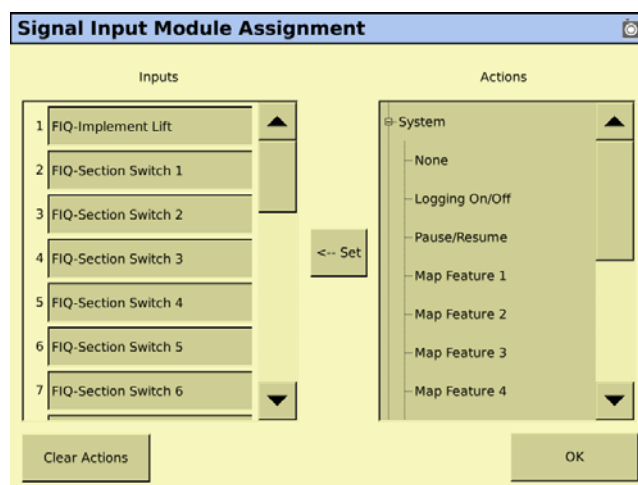 Signal Input Module Assignment
Inputs
Actions
1 FIQ-Implement Lift
2 FIQ-Section Switch 1
3 FIQ-Section Switch 2
4 FIQ-Section Switch 3
5 FIQ-Section Switch 4
6 FIQ-Section Switch 5
7 FIQ-Section Switch 6
<-- Set
System
None
Logging On/Off
Pause/Resume
Map Feature 1
Map Feature 2
Map Feature 3
Map Feature 4
Clear Actions
OK